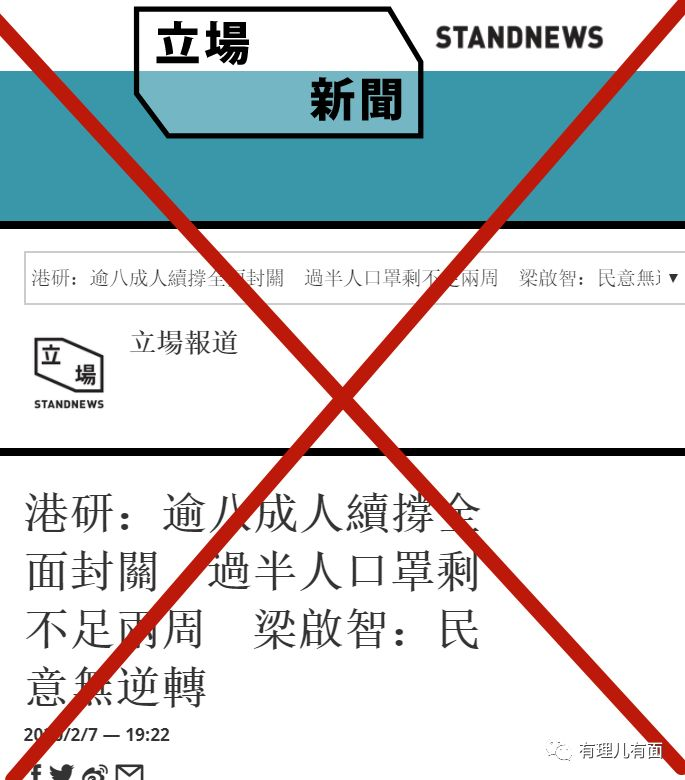 立場
新聞
STANDNEWS
港研：逾八成人續撐全面封關　過半人口罩剩不足兩周　梁啟智：民意無
立場報道
立
場
STANDNEWS
港研：逾八成人續撐全
面封關　過半人口罩剩
不足兩周　梁啟智：民
意無逆轉
2020/2/7 — 19:22
有理儿有面